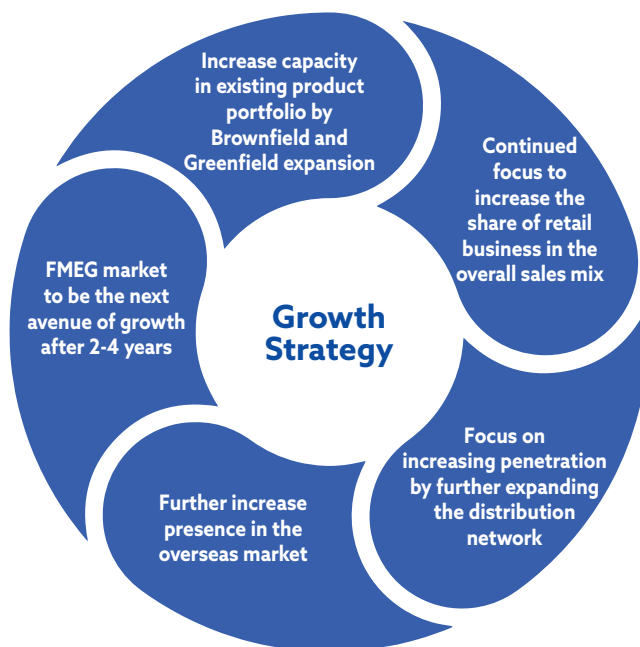 Increase capacity
in existing product
portfolio by
Brownfield and
Greenfield expansion
Continued
focus to
increase the
share of retail
business in the
overall sales mix
FMEG market
to be the next
avenue of growth
after 2-4 years
Growth
Strategy
Focus on
increasing penetration
by further expanding
the distribution
network
Further increase
presence in the
overseas market